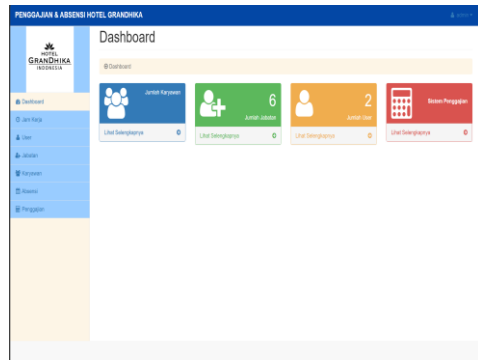 PENGGAJIAN & ABSENSI HOTEL GRANDHIKA
admin
HOTEL
GRANDHIKA
INDONESIA
Dashboard
Dashboard
Dashboard
Jam Kerja
User
Jabatan
Karyawan
Absensi
Penggajian
Jumlah Karyawan
Lihat Selengkapnya
6
Jumlah Jabatan
Lihat Selengkapnya
2
Jumlah User
Lihat Selengkapnya
Sistem Penggajian
Lihat Selengkapnya